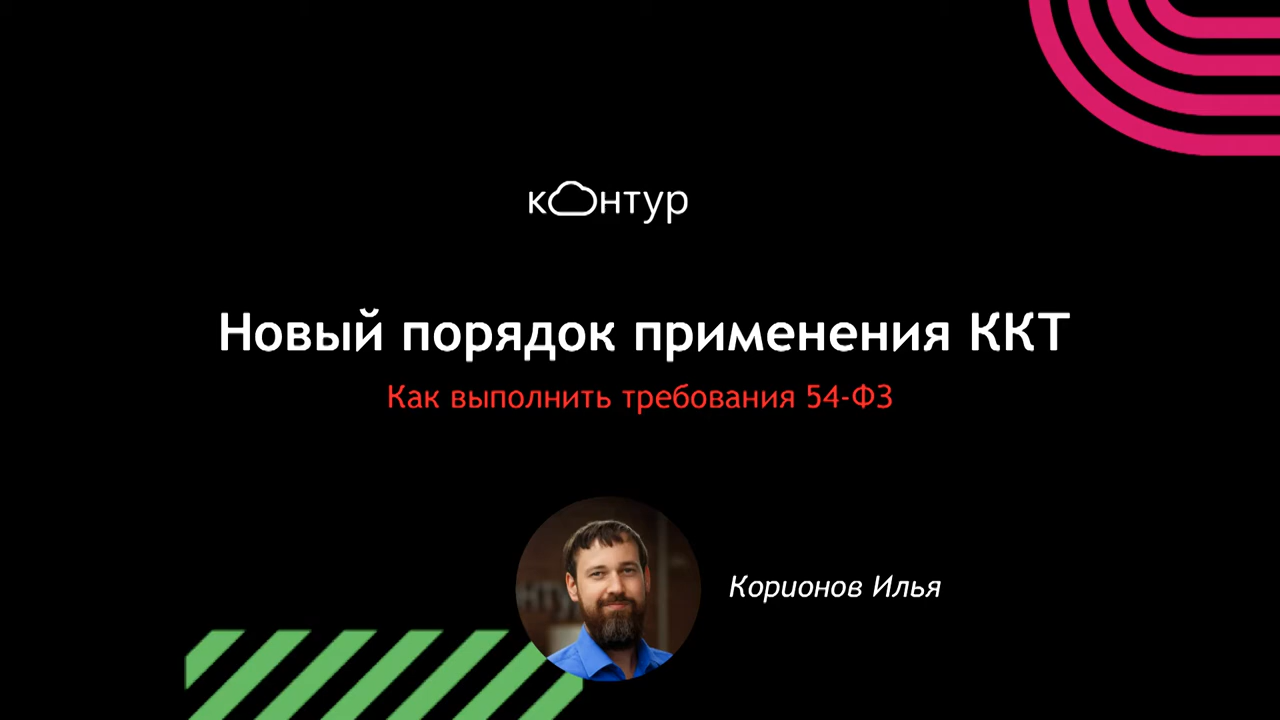 контур
Новый порядок применения ККТ
Как выполнить требования 54-ФЗ
Корионов Илья